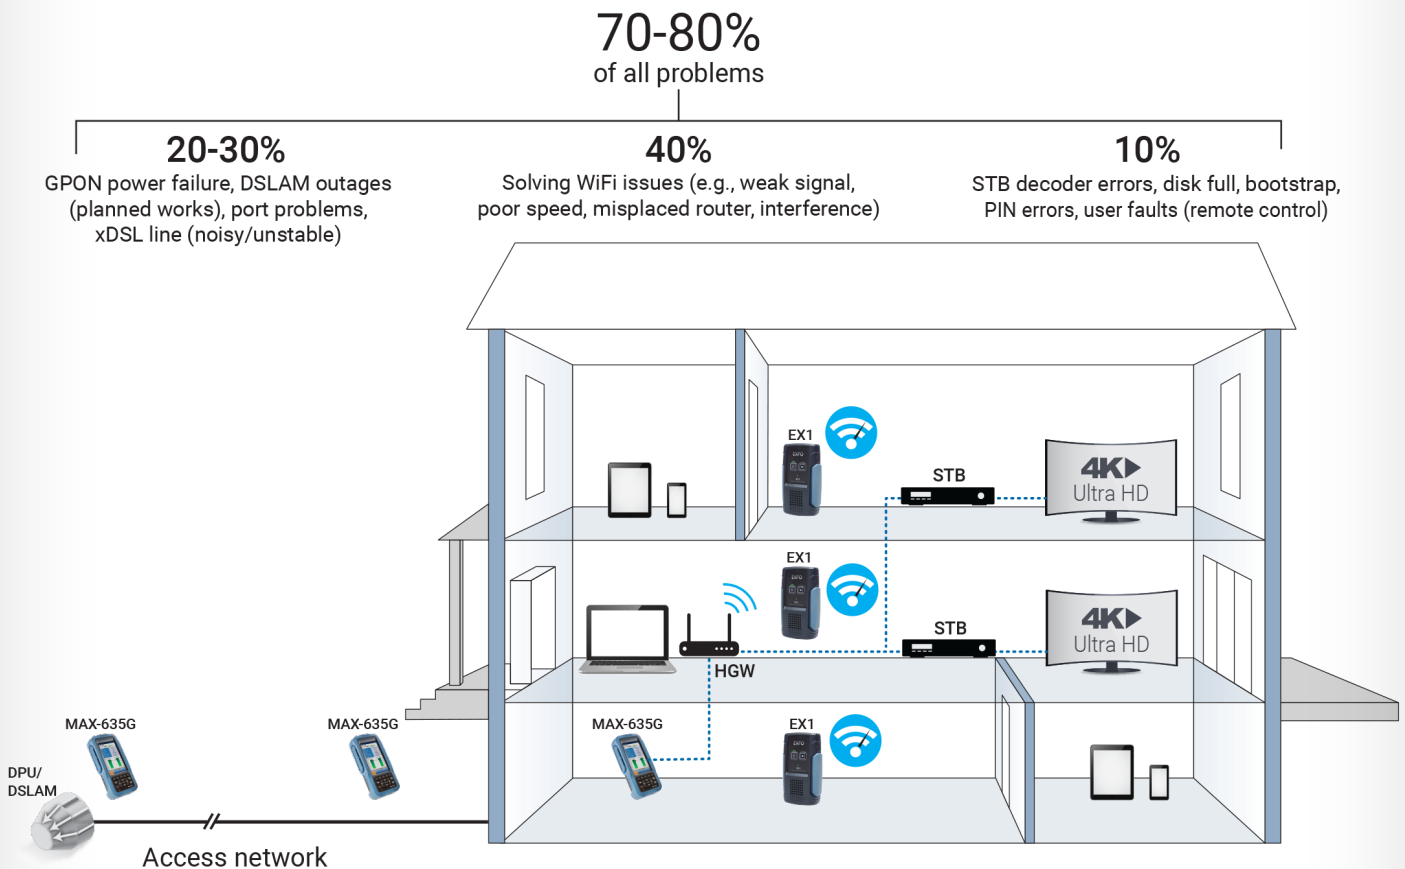 70-80%
of all problems
20-30%
GPON power failure, DSLAM outages
(planned works), port problems,
xDSL line (noisy/unstable)
40%
Solving WiFi issues (e.g., weak signal,
poor speed, misplaced router, interference)
10%
STB decoder errors, disk full, bootstrap,
PIN errors, user faults (remote control)
EX1
EXFO
STB
4K
Ultra HD
EX1
EXFO
STB
4K
Ultra HD
HGW
MAX-635G
MAX-635G
MAX-635G
EX1
EXFO
DPU/
DSLAM
Access network